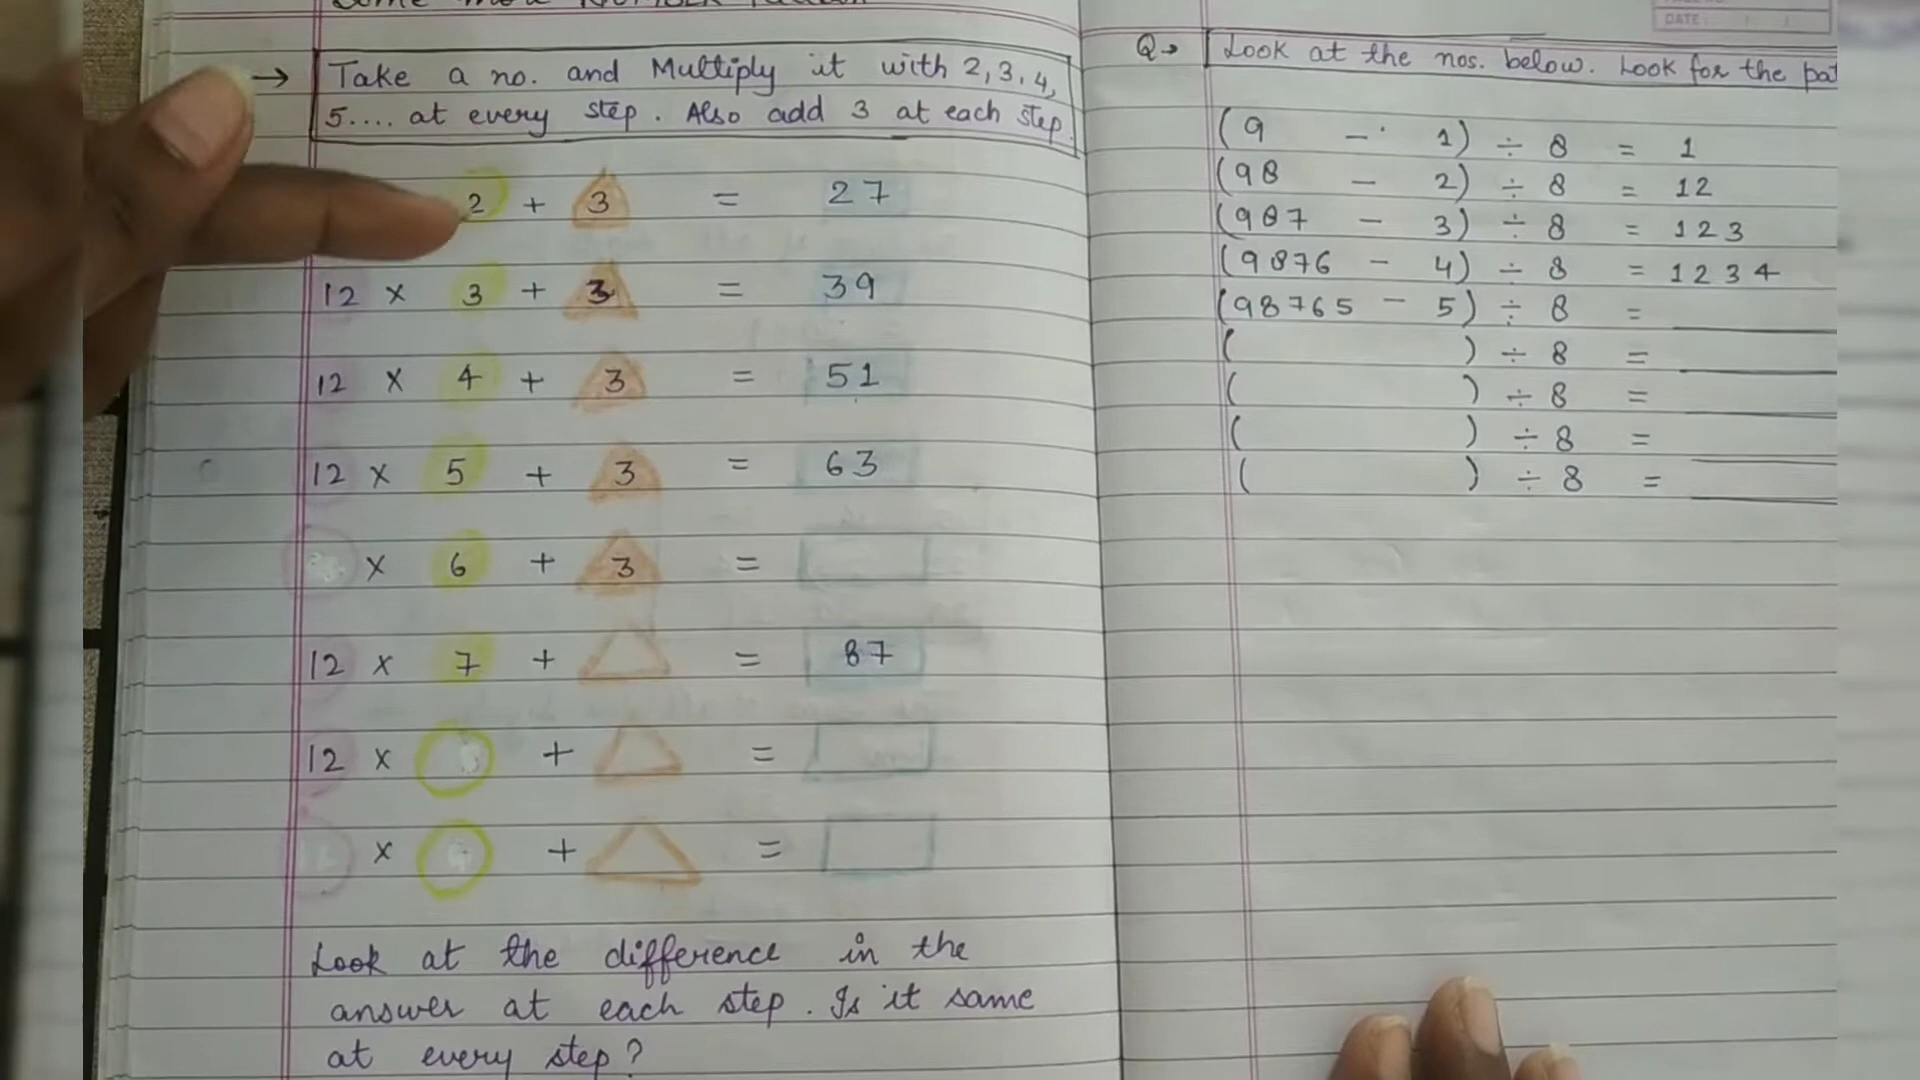 Take a no. and Multiply it with 2, 3, 4,
5.... at every step. Also add 3 at each step.
2 + 3 = 27
12 × 3 + 3 = 39
12 × 4 + 3 = 51
12 × 5 + 3 = 63
× 6 + 3 =
12 × 7 + = 87
12 × + =
× + =
Look at the difference in the
answer at each step. Is it same
at every step?
DATE:
Q→ Look at the nos. below. Look for the pat
(9 - 1) ÷ 8 = 1
(98 - 2) ÷ 8 = 12
(987 - 3) ÷ 8 = 123
(9876 - 4) ÷ 8 = 1234
(98765 - 5) ÷ 8 =
( ) ÷ 8 =
( ) ÷ 8 =
( ) ÷ 8 =
( ) ÷ 8 =